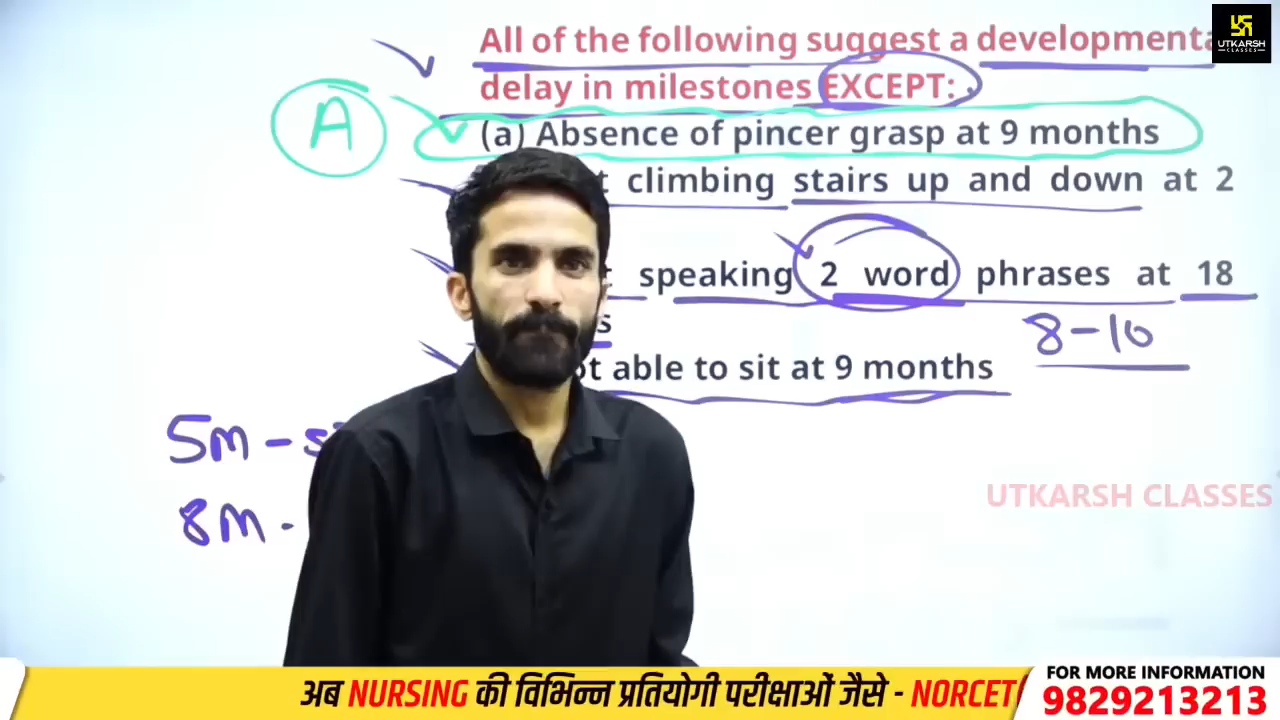 UTKARSH
CLASSES
All of the following suggest a developmenta
delay in milestones EXCEPT:
A
(a) Absence of pincer grasp at 9 months
climbing stairs up and down at 2
speaking 2 word phrases at 18
8-10
able to sit at 9 months
5m -
8m -
UTKARSH CLASSES
अब NURSING की विभिन्न प्रतियोगी परीक्षाओं जैसे - NORCET
FOR MORE INFORMATION
9829213213